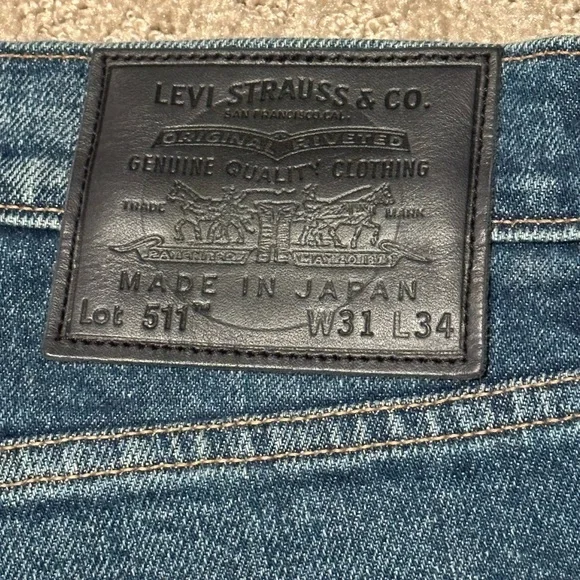 LEVI STRAUSS & CO.
SAN FRANCISCO CAL.
ORIGINAL RIVETED
GENUINE QUALITY CLOTHING
TRADE MARK
MADE IN JAPAN
Lot 511™ W31 L34